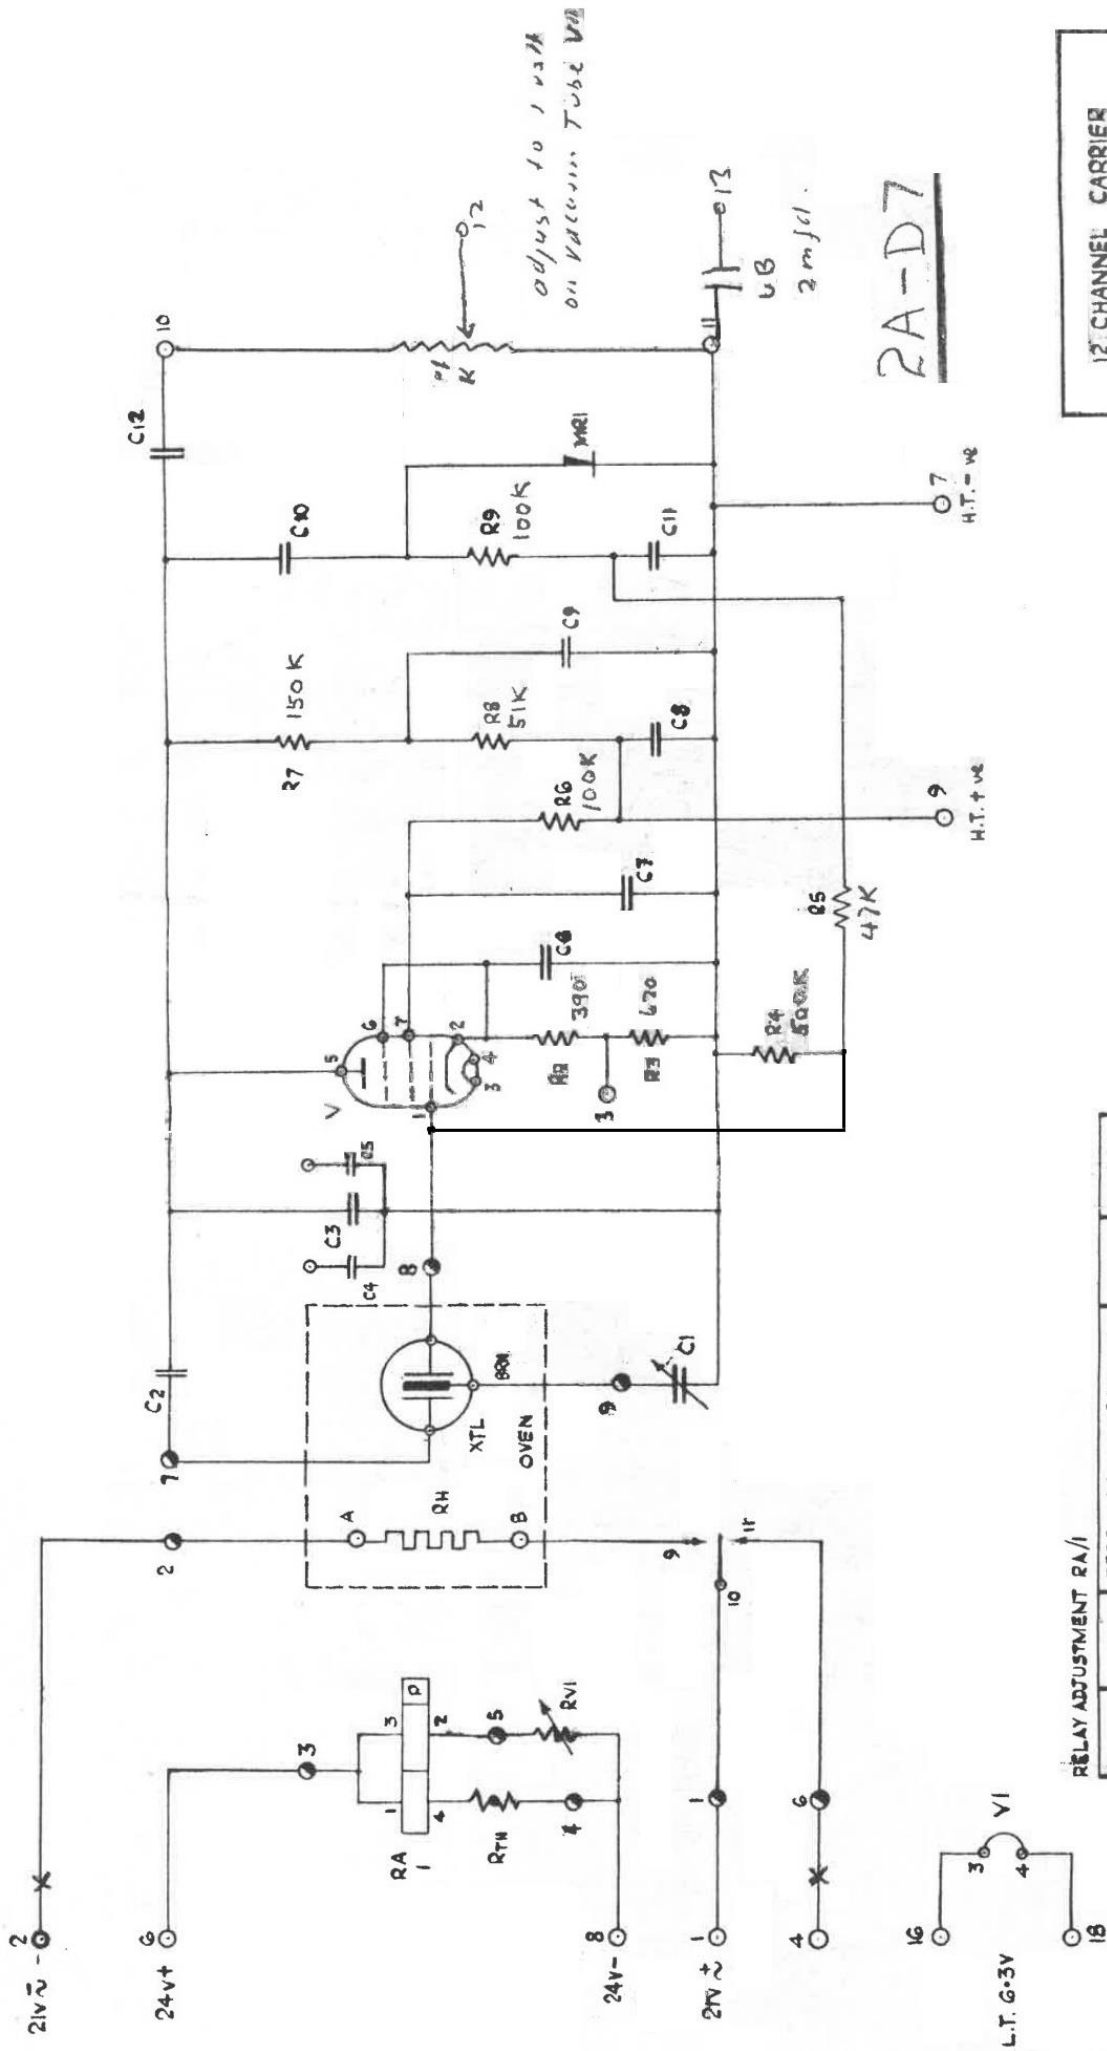 21v ≂ -
2
24v+
6
24v-
8
1
4
L.T. 6·3V
16
18
3
4
V1
RA
1
1
3
P
4
2
RTH
4
5
RV1
3
1
6
2
A
RH
B
OVEN
XTL
9
10
11
7
C2
9
C1
8
C4
C3
C5
V
5
6
7
2
1
3
4
R2
390
3
R3
C6
C7
R4
R5
47K
R6
100K
H.T. + ve
9
R7
150K
R8
51K
C8
C9
C10
R9
100K
C11
MR1
H.T. - ve
7
C12
10
K
12
adjust to 1 volt
on vacuum Tube
11
13
UB
2 mfd.
2A-D7
12 CHANNEL CARRIER
RELAY ADJUSTMENT RA/1